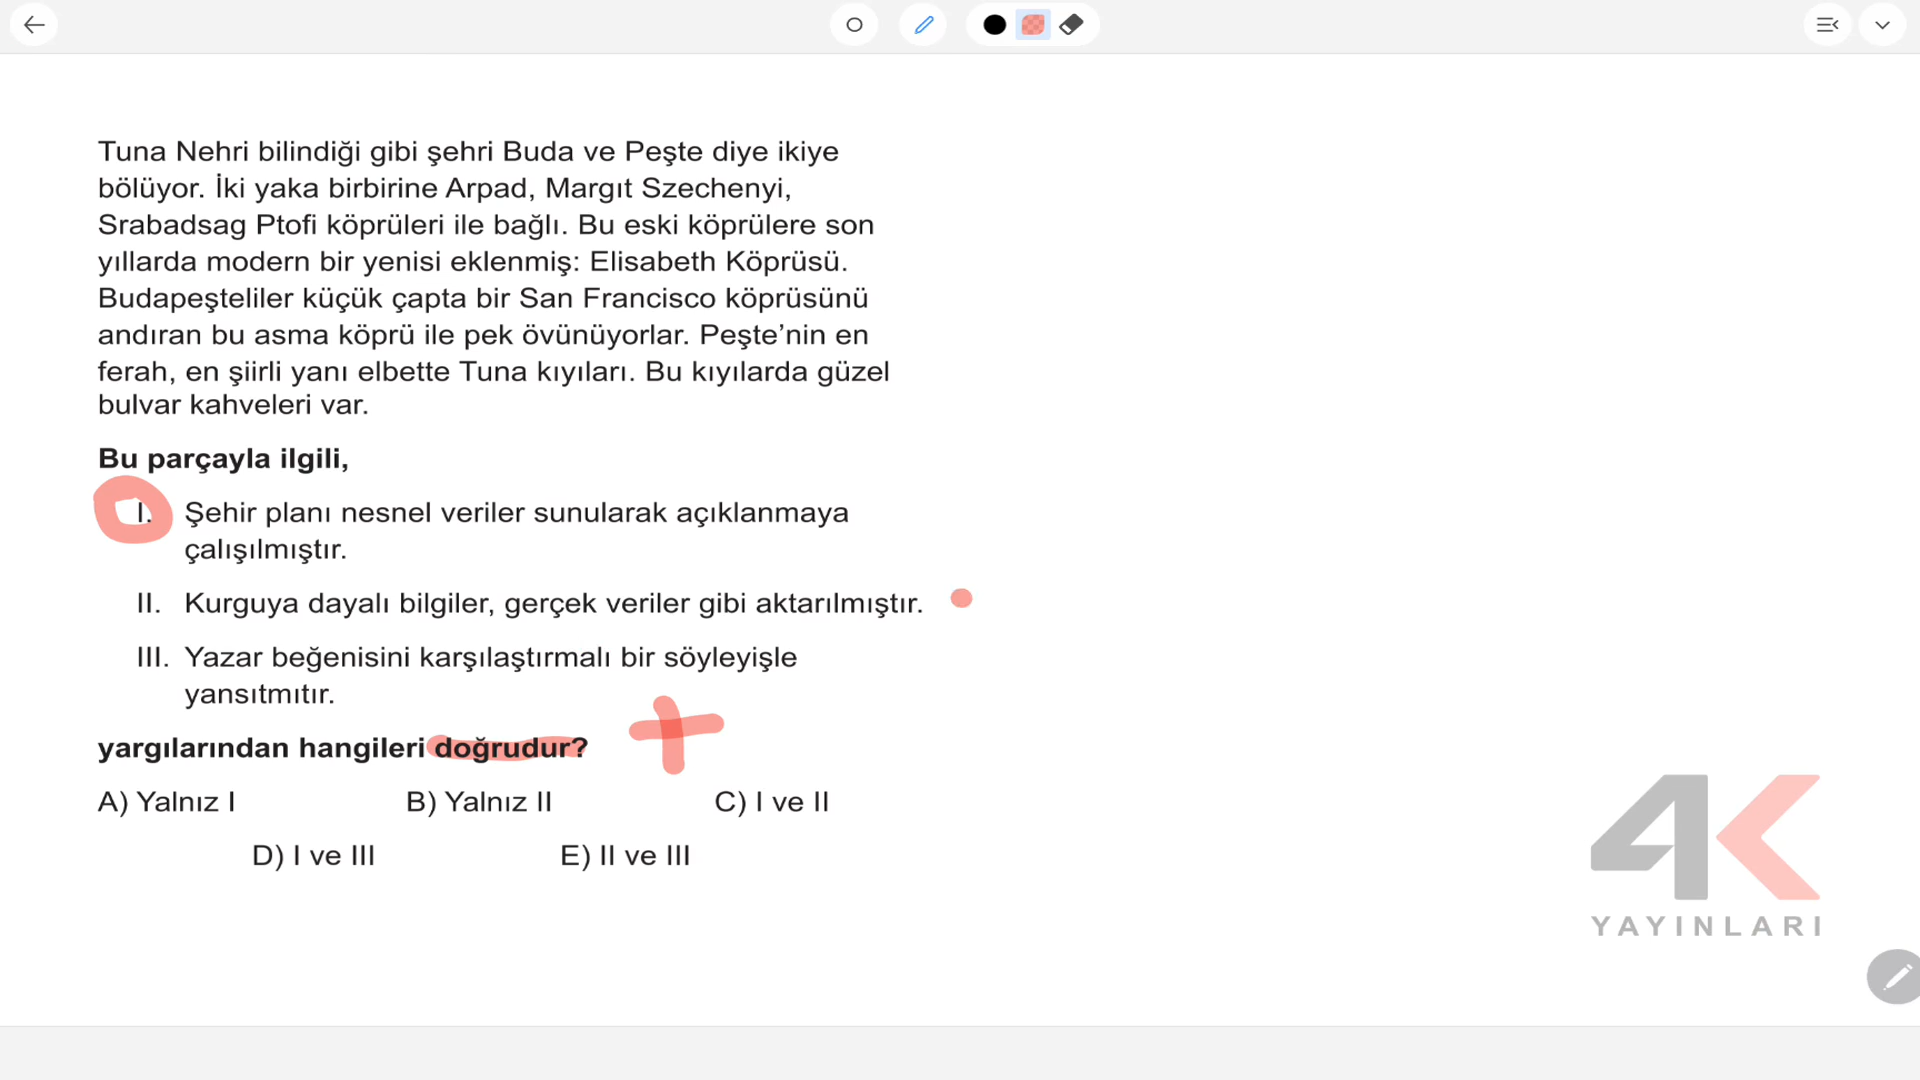 Tuna Nehri bilindiği gibi şehri Buda ve Peşte diye ikiye
bölüyor. İki yaka birbirine Arpad, Margıt Szechenyi,
Srabadsag Ptofi köprüleri ile bağlı. Bu eski köprülere son
yıllarda modern bir yenisi eklenmiş: Elisabeth Köprüsü.
Budapeşteliler küçük çapta bir San Francisco köprüsünü
andıran bu asma köprü ile pek övünüyorlar. Peşte’nin en
ferah, en şiirli yanı elbette Tuna kıyıları. Bu kıyılarda güzel
bulvar kahveleri var.
Bu parçayla ilgili,
I. Şehir planı nesnel veriler sunularak açıklanmaya
çalışılmıştır.
II. Kurguya dayalı bilgiler, gerçek veriler gibi aktarılmıştır.
III. Yazar beğenisini karşılaştırmalı bir söyleyişle
yansıtmıtır.
yargılarından hangileri doğrudur?
A) Yalnız I B) Yalnız II C) I ve II
D) I ve III E) II ve III
4K
YAYINLARI